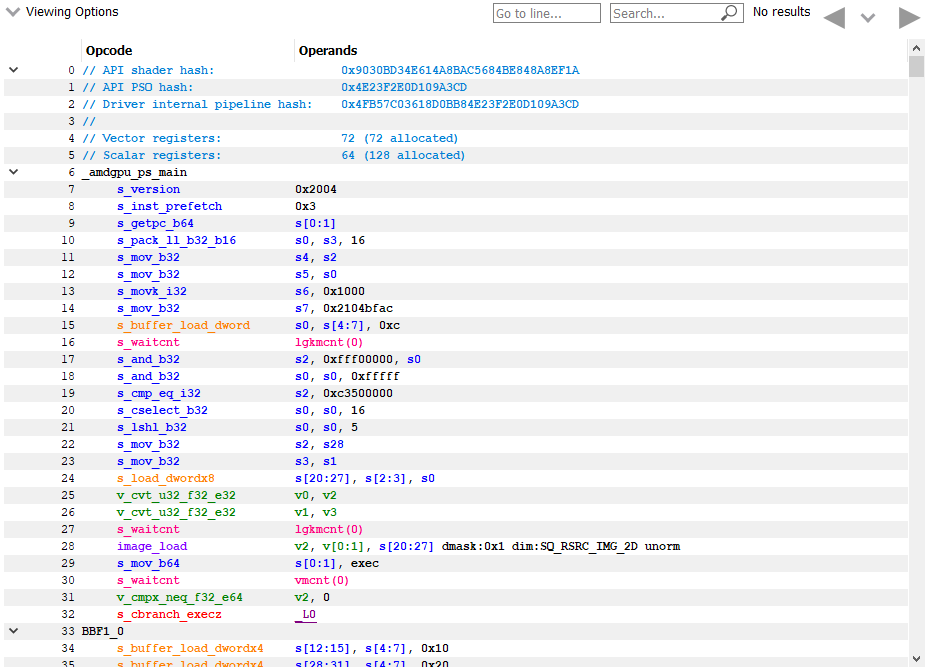 Viewing Options Go to line... Search... No results
Opcode Operands
0 // API shader hash: 0x9030BD34E614A8BAC5684BE848A8EF1A
1 // API PSO hash: 0x4E23F2E0D109A3CD
2 // Driver internal pipeline hash: 0x4FB57C03618D0BB84E23F2E0D109A3CD
3 //
4 // Vector registers: 72 (72 allocated)
5 // Scalar registers: 64 (128 allocated)
6 _amdgpu_ps_main
7 s_version 0x2004
8 s_inst_prefetch 0x3
9 s_getpc_b64 s[0:1]
10 s_pack_ll_b32_b16 s0, s3, 16
11 s_mov_b32 s4, s2
12 s_mov_b32 s5, s0
13 s_movk_i32 s6, 0x1000
14 s_mov_b32 s7, 0x2104bfac
15 s_buffer_load_dword s0, s[4:7], 0xc
16 s_waitcnt lgkmcnt(0)
17 s_and_b32 s2, 0xfff00000, s0
18 s_and_b32 s0, s0, 0xfffff
19 s_cmp_eq_i32 s2, 0xc3500000
20 s_cselect_b32 s0, s0, 16
21 s_lshl_b32 s0, s0, 5
22 s_mov_b32 s2, s28
23 s_mov_b32 s3, s1
24 s_load_dwordx8 s[20:27], s[2:3], s0
25 v_cvt_u32_f32_e32 v0, v2
26 v_cvt_u32_f32_e32 v1, v3
27 s_waitcnt lgkmcnt(0)
28 image_load v2, v[0:1], s[20:27] dmask:0x1 dim:SQ_RSRC_IMG_2D unorm
29 s_mov_b64 s[0:1], exec
30 s_waitcnt vmcnt(0)
31 v_cmpx_neq_f32_e64 v2, 0
32 s_cbranch_execz _L0
33 BBF1_0
34 s_buffer_load_dwordx4 s[12:15], s[4:7], 0x10
35 s_buffer_load_dwordx4 s[28:31], s[4:7], 0x20